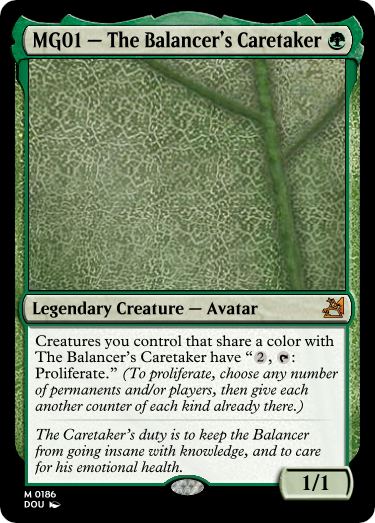 MG01 — The Balancer's Caretaker
Legendary Creature — Avatar
Creatures you control that share a color with
The Balancer's Caretaker have “2, :
Proliferate.” (To proliferate, choose any number
of permanents and/or players, then give each
another counter of each kind already there.)
The Caretaker's duty is to keep the Balancer
from going insane with knowledge, and to care
for his emotional health.
1/1
M 0186
DOU